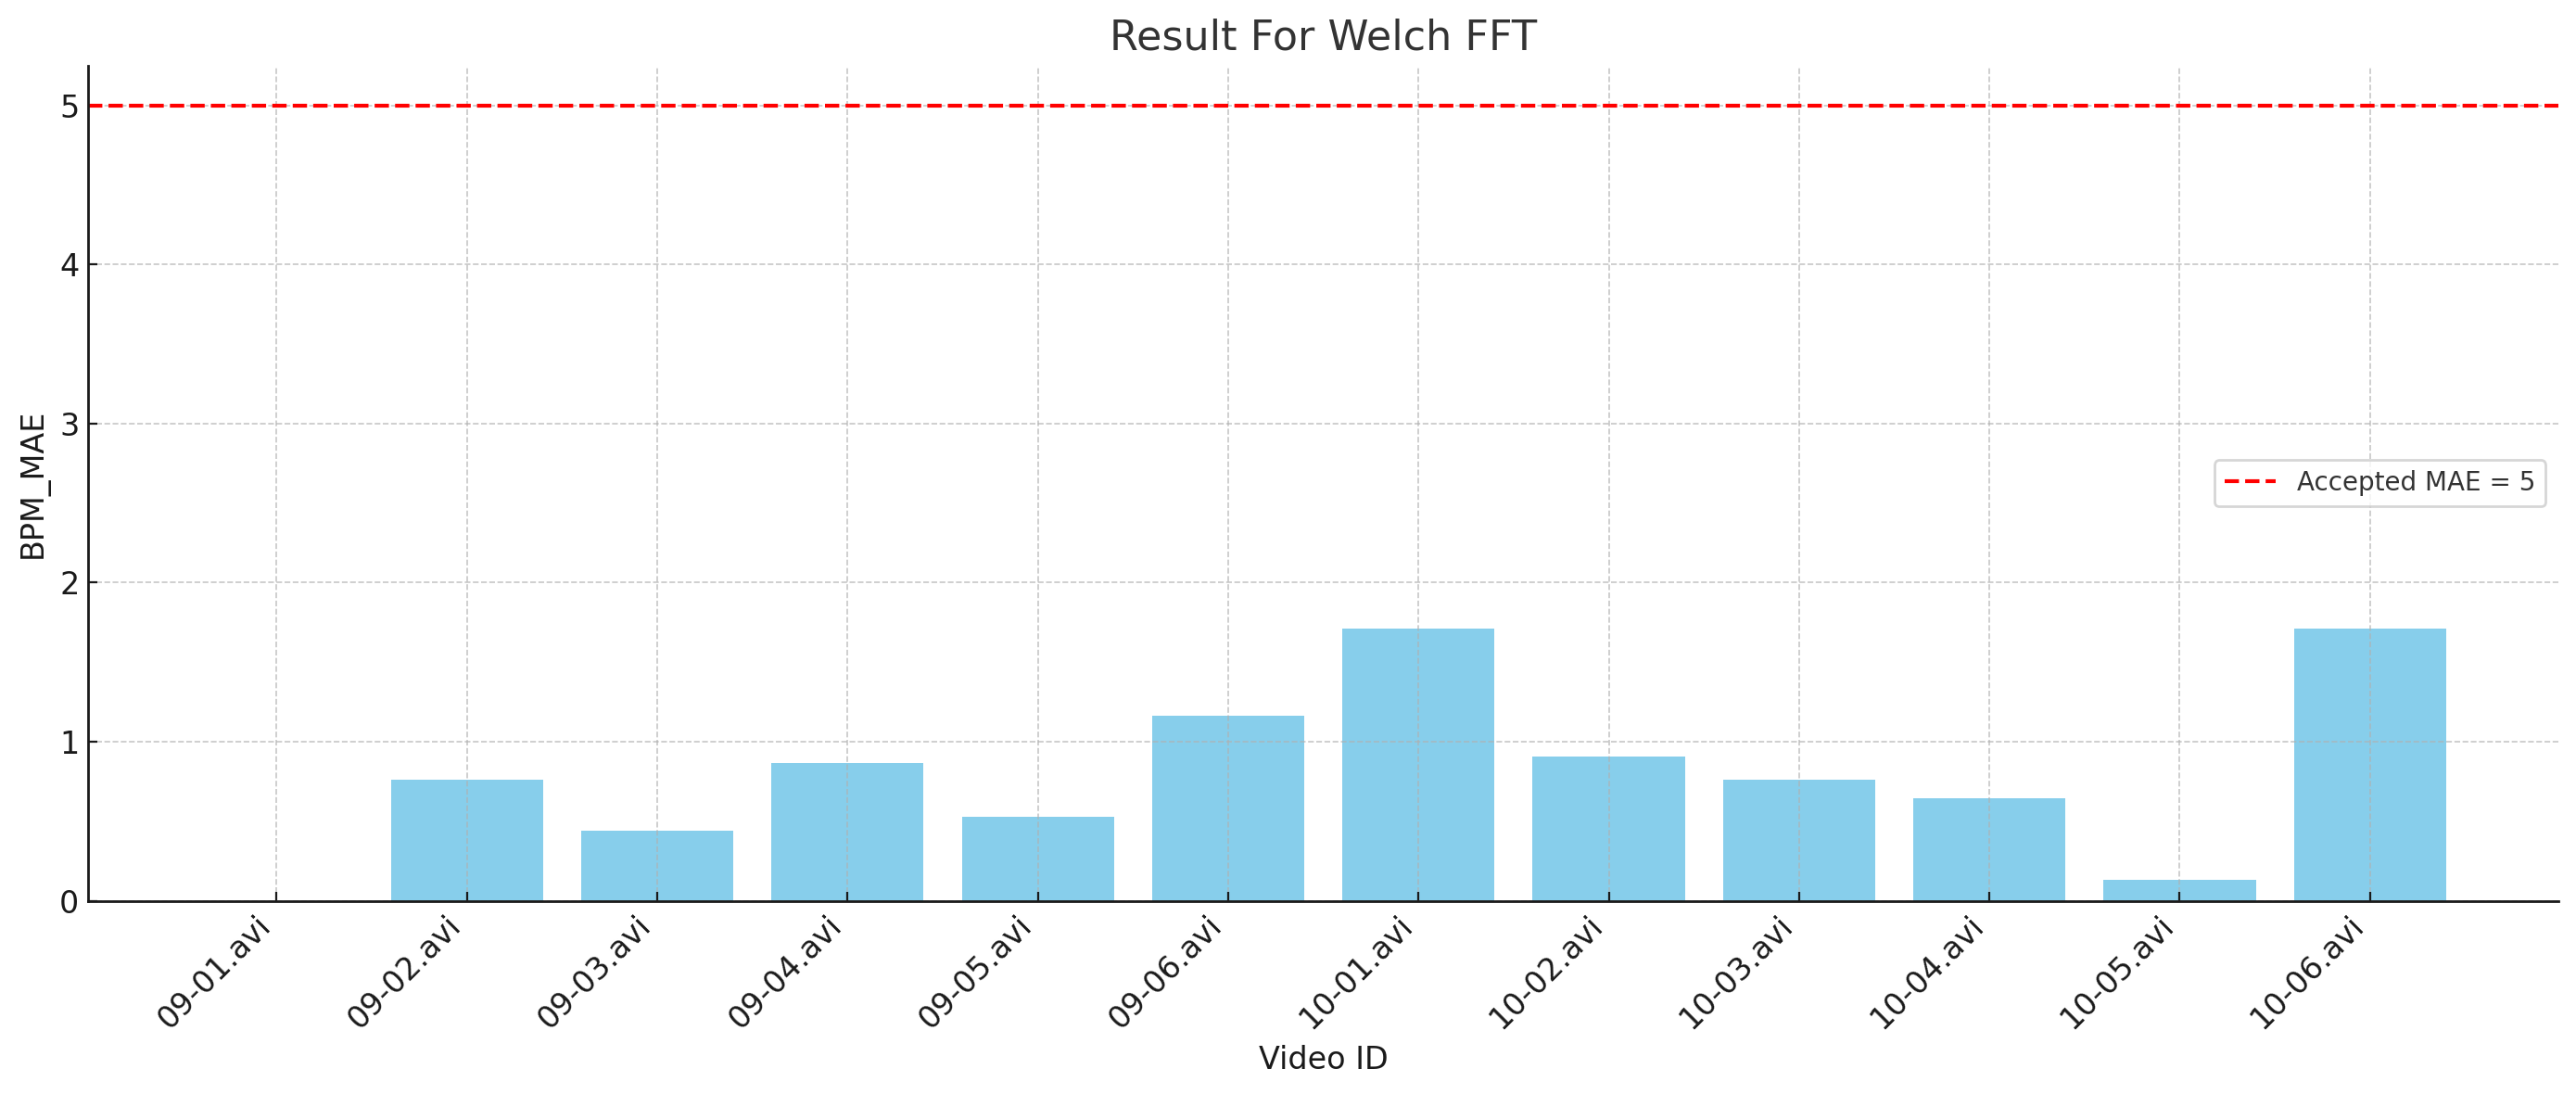 Result For Welch FFT
BPM_MAE
5
4
3
2
1
0
Accepted MAE = 5
09-01.avi
09-02.avi
09-03.avi
09-04.avi
09-05.avi
09-06.avi
10-01.avi
10-02.avi
10-03.avi
10-04.avi
10-05.avi
10-06.avi
Video ID